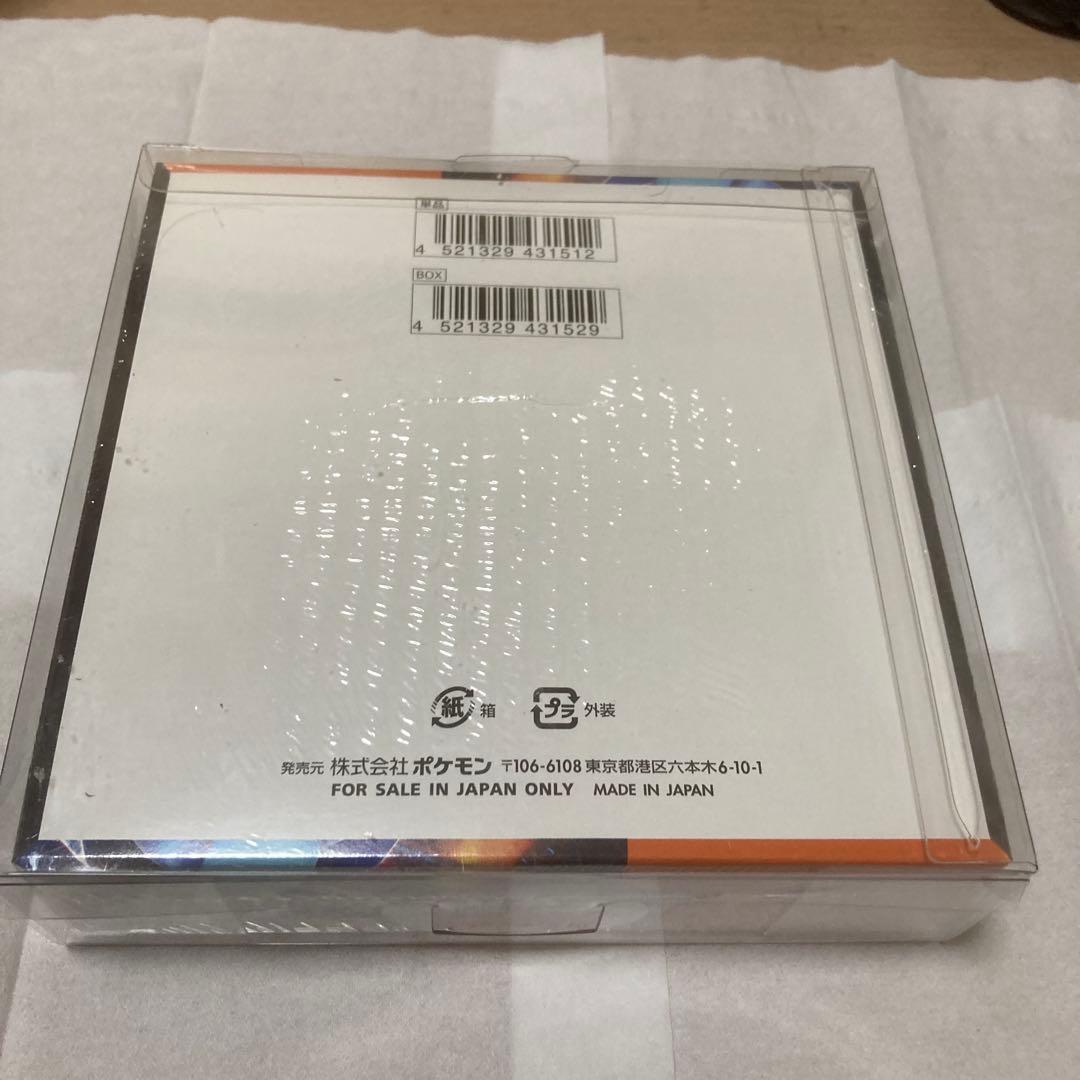 単品
4 521329 431512
BOX
4 521329 431529
紙 箱 プラ 外装
発売元 株式会社 ポケモン 〒106-6108 東京都港区六本木6-10-1
FOR SALE IN JAPAN ONLY MADE IN JAPAN